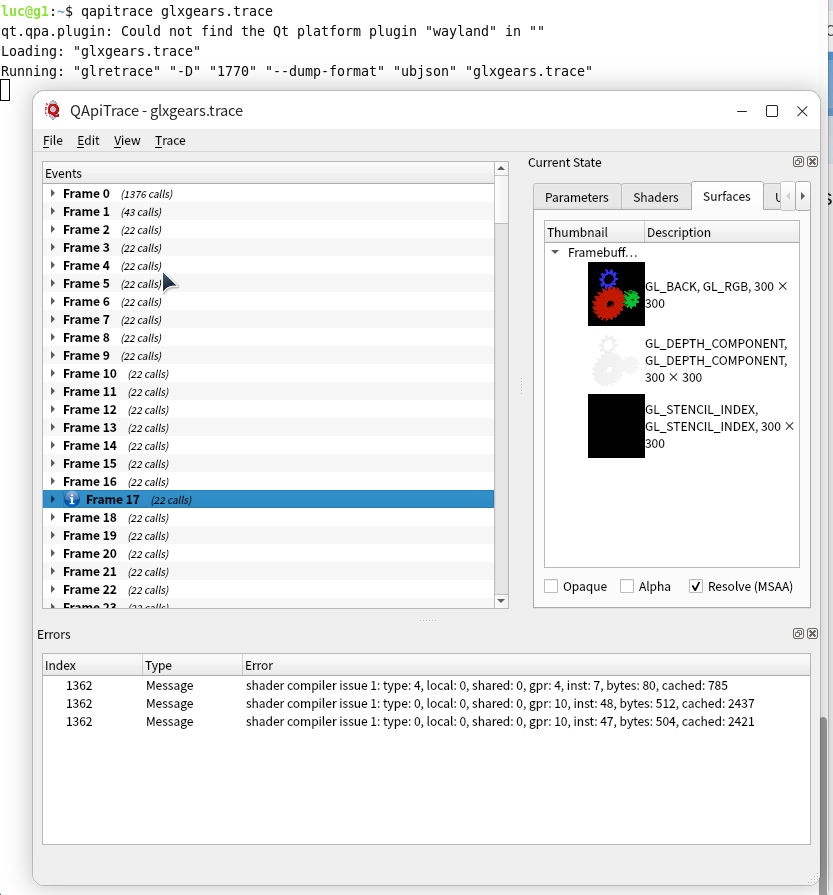 luc@g1:~$ qapitrace glxgears.trace
qt.qpa.plugin: Could not find the Qt platform plugin "wayland" in ""
Loading: "glxgears.trace"
Running: "glretrace" "-D" "1770" "--dump-format" "ubjson" "glxgears.trace"
QApiTrace - glxgears.trace
File Edit View Trace
Events
Frame 0 (1376 calls)
Frame 1 (43 calls)
Frame 2 (22 calls)
Frame 3 (22 calls)
Frame 4 (22 calls)
Frame 5 (22 calls)
Frame 6 (22 calls)
Frame 7 (22 calls)
Frame 8 (22 calls)
Frame 9 (22 calls)
Frame 10 (22 calls)
Frame 11 (22 calls)
Frame 12 (22 calls)
Frame 13 (22 calls)
Frame 14 (22 calls)
Frame 15 (22 calls)
Frame 16 (22 calls)
Frame 17 (22 calls)
Frame 18 (22 calls)
Frame 19 (22 calls)
Frame 20 (22 calls)
Frame 21 (22 calls)
Frame 22 (22 calls)
Frame 23 (22 calls)
Current State
Parameters Shaders Surfaces
Thumbnail Description
Framebuff...
GL_BACK, GL_RGB, 300 ×
300
GL_DEPTH_COMPONENT,
GL_DEPTH_COMPONENT,
300 × 300
GL_STENCIL_INDEX,
GL_STENCIL_INDEX, 300 ×
300
Opaque Alpha Resolve (MSAA)
Errors
Index Type Error
1362 Message shader compiler issue 1: type: 4, local: 0, shared: 0, gpr: 4, inst: 7, bytes: 80, cached: 785
1362 Message shader compiler issue 1: type: 0, local: 0, shared: 0, gpr: 10, inst: 48, bytes: 512, cached: 2437
1362 Message shader compiler issue 1: type: 0, local: 0, shared: 0, gpr: 10, inst: 47, bytes: 504, cached: 2421